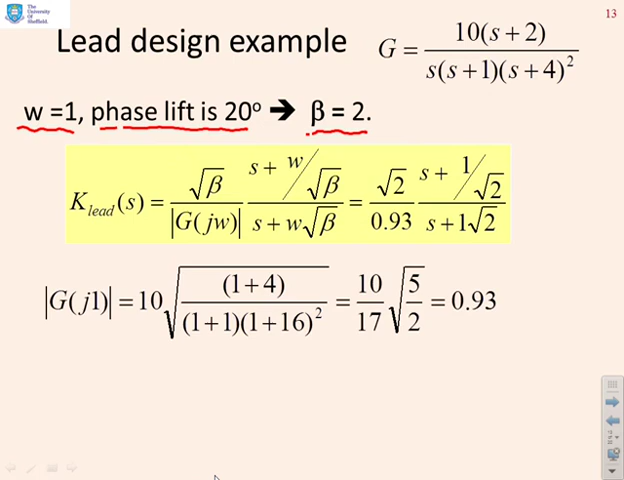 The
University
Of
Sheffield.
13
Lead design example
G = 10(s + 2) / s(s + 1)(s + 4)²
w =1, phase lift is 20° ➔ β = 2.
K_lead(s) = √β / |G(jw)| (s + w/√β) / (s + w√β) = √2 / 0.93 (s + 1/√2) / (s + 1√2)
|G(j1)| = 10√((1 + 4) / (1 + 1)(1 + 16)²) = 10/17 √(5/2) = 0.93